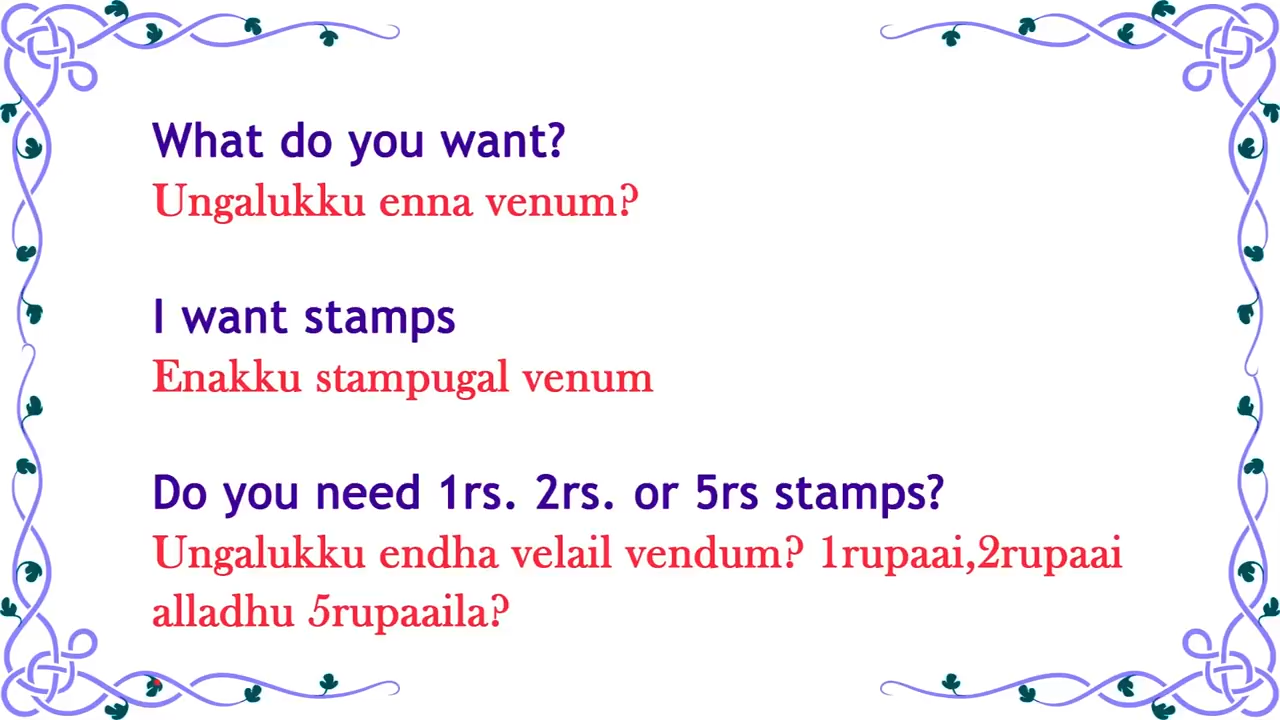 What do you want?
Ungalukku enna venum?
I want stamps
Enakku stampugal venum
Do you need 1rs. 2rs. or 5rs stamps?
Ungalukku endha velail vendum? 1rupaai,2rupaai
alladhu 5rupaaila?